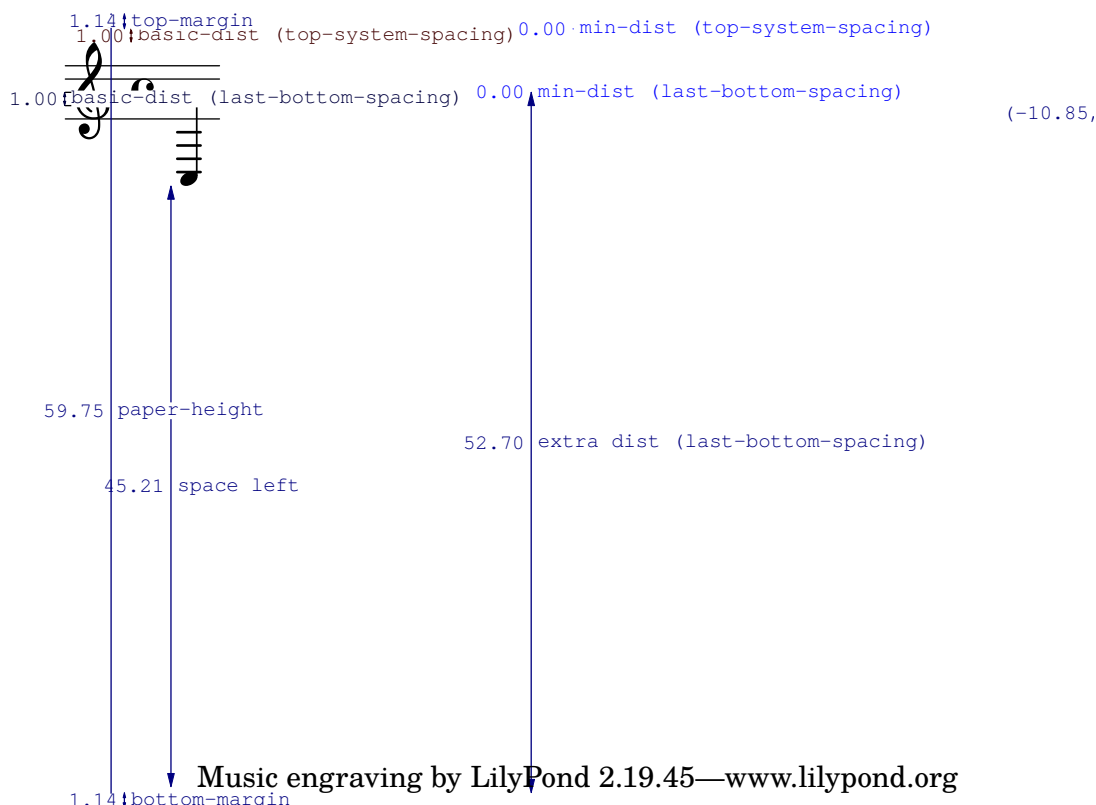 1.14 top-margin
1.00 basic-dist (top-system-spacing) 0.00 min-dist (top-system-spacing)
1.00 basic-dist (last-bottom-spacing) 0.00 min-dist (last-bottom-spacing)
(-10.85,
59.75 paper-height
52.70 extra dist (last-bottom-spacing)
45.21 space left
Music engraving by LilyPond 2.19.45—www.lilypond.org
1.14 bottom-margin